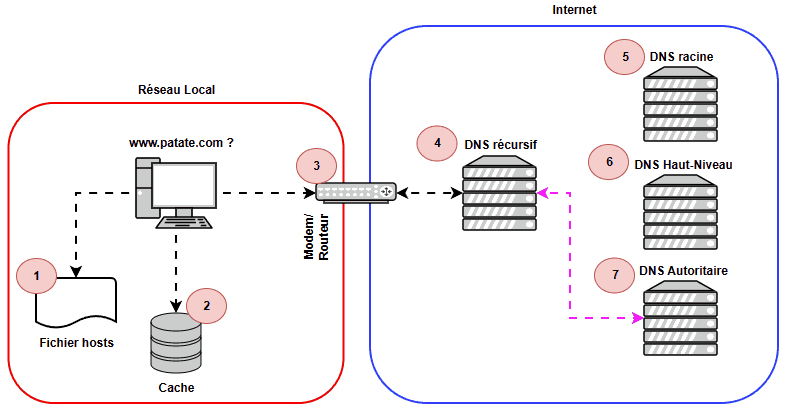 Internet
5
DNS racine
Réseau Local
www.patate.com ?
3
4
DNS récursif
6
DNS Haut-Niveau
Modem/
Routeur
1
Fichier hosts
2
Cache
7
DNS Autoritaire